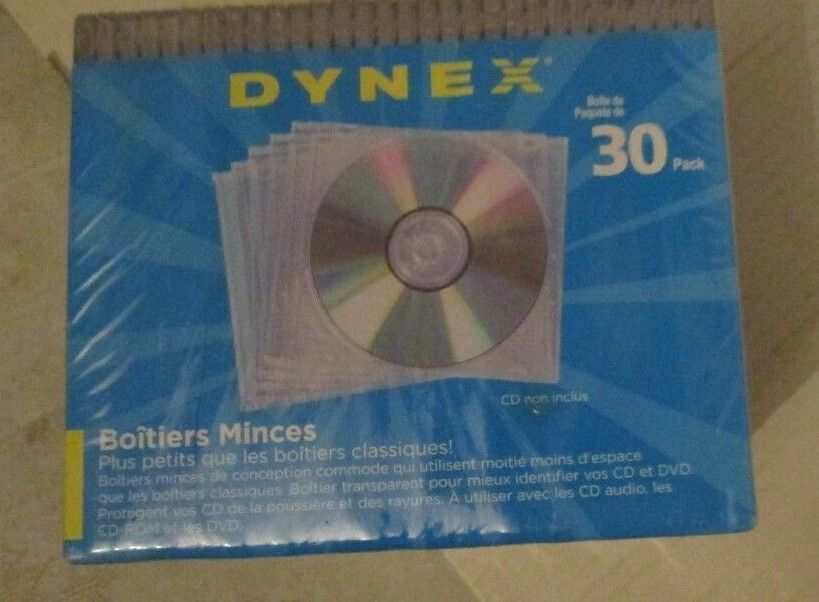 DYNEX
Boîte du
Paquete de
30 Pack
CD non inclus
Boîtiers Minces
Plus petits que les boîtiers classiques!
Boîtiers minces de conception commode qui utilisent moitié moins d'espace
que les boîtiers classiques. Boîtier transparent pour mieux identifier vos CD et DVD.
Protègent vos CD de la poussière et des rayures. À utiliser avec les CD audio, les
CD-ROM et les DVD.